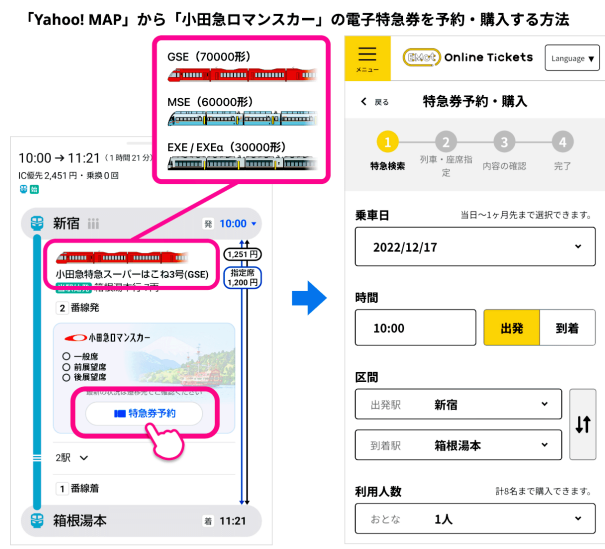 「Yahoo! MAP」から「小田急ロマンスカー」の電子特急券を予約・購入する方法
GSE（70000形）
MSE（60000形）
EXE / EXEα（30000形）
10:00 → 11:21（1時間21分）
IC優先 2,451円・乗換0回
新宿
発 10:00
1,251円
小田急特急スーパーはこね3号(GSE)
箱根湯本行 7両
指定席
1,200円
2 番線発
小田急ロマンスカー
一般席
前展望席
後展望席
特急券予約
2駅
1 番線着
箱根湯本
着 11:21
メニュー
EMot Online Tickets
Language ▼
戻る
特急券予約・購入
1
2
3
4
特急検索
列車・座席指定
内容の確認
完了
乗車日
当日〜1ヶ月先まで選択できます。
2022/12/17
時間
10:00
出発
到着
区間
出発駅 新宿
到着駅 箱根湯本
利用人数
計8名まで購入できます。
おとな 1人